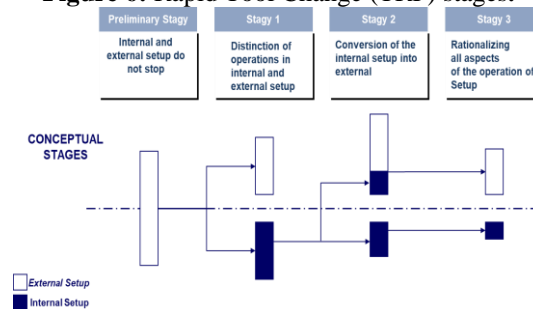 Figure 6. Rapid Tool Change (TRF) stages.
Preliminary Stagy
Stagy 1
Stagy 2
Stagy 3
Internal and
external setup do
not stop
Distinction of
operations in
internal and
external setup
Conversion of the
internal setup into
external
Rationalizing
all aspects
of the operation of
Setup
CONCEPTUAL
STAGES
External Setup
Internal Setup